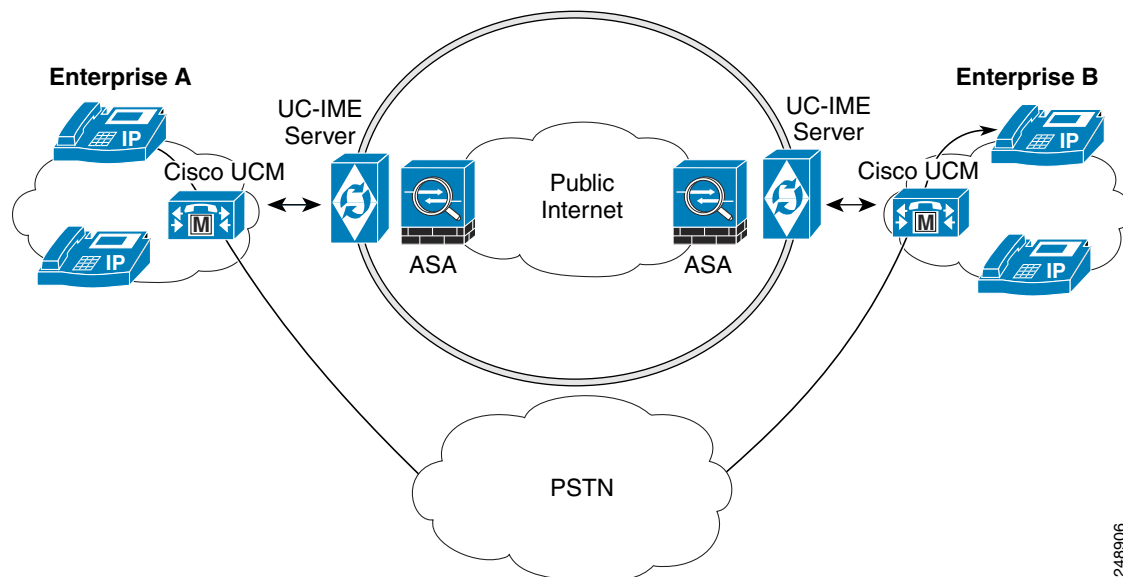 Enterprise A
Enterprise B
UC-IME
Server
UC-IME
Server
IP
IP
Cisco UCM
Cisco UCM
Public
Internet
M
M
IP
IP
ASA
ASA
PSTN
248906